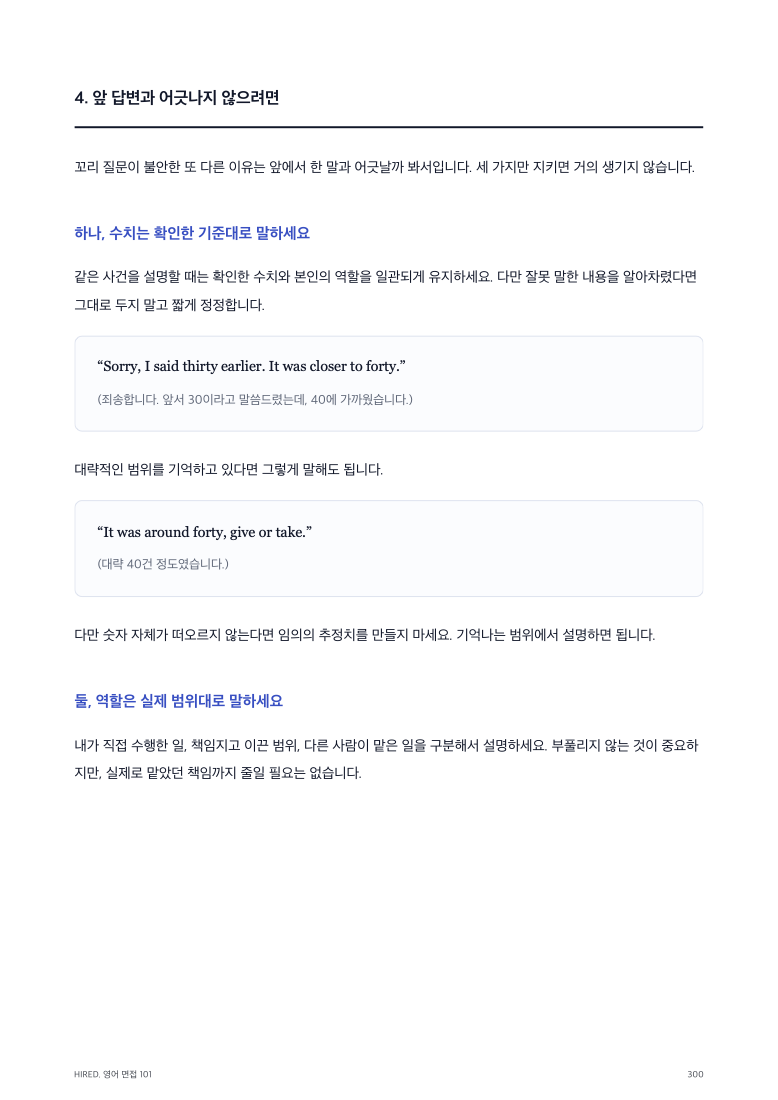 4. 앞 답변과 어긋나지 않으려면
꼬리 질문이 불안한 또 다른 이유는 앞에서 한 말과 어긋날까 봐서입니다. 세 가지만 지키면 거의 생기지 않습니다.
하나, 수치는 확인한 기준대로 말하세요
같은 사건을 설명할 때는 확인한 수치와 본인의 역할을 일관되게 유지하세요. 다만 잘못 말한 내용을 알아차렸다면
그대로 두지 말고 짧게 정정합니다.
“Sorry, I said thirty earlier. It was closer to forty.”
(죄송합니다. 앞서 30이라고 말씀드렸는데, 40에 가까웠습니다.)
대략적인 범위를 기억하고 있다면 그렇게 말해도 됩니다.
“It was around forty, give or take.”
(대략 40건 정도였습니다.)
다만 숫자 자체가 떠오르지 않는다면 임의의 추정치를 만들지 마세요. 기억나는 범위에서 설명하면 됩니다.
둘, 역할은 실제 범위대로 말하세요
내가 직접 수행한 일, 책임지고 이끈 범위, 다른 사람이 맡은 일을 구분해서 설명하세요. 부풀리지 않는 것이 중요하
지만, 실제로 맡았던 책임까지 줄일 필요는 없습니다.
HIRED. 영어 면접 101
300